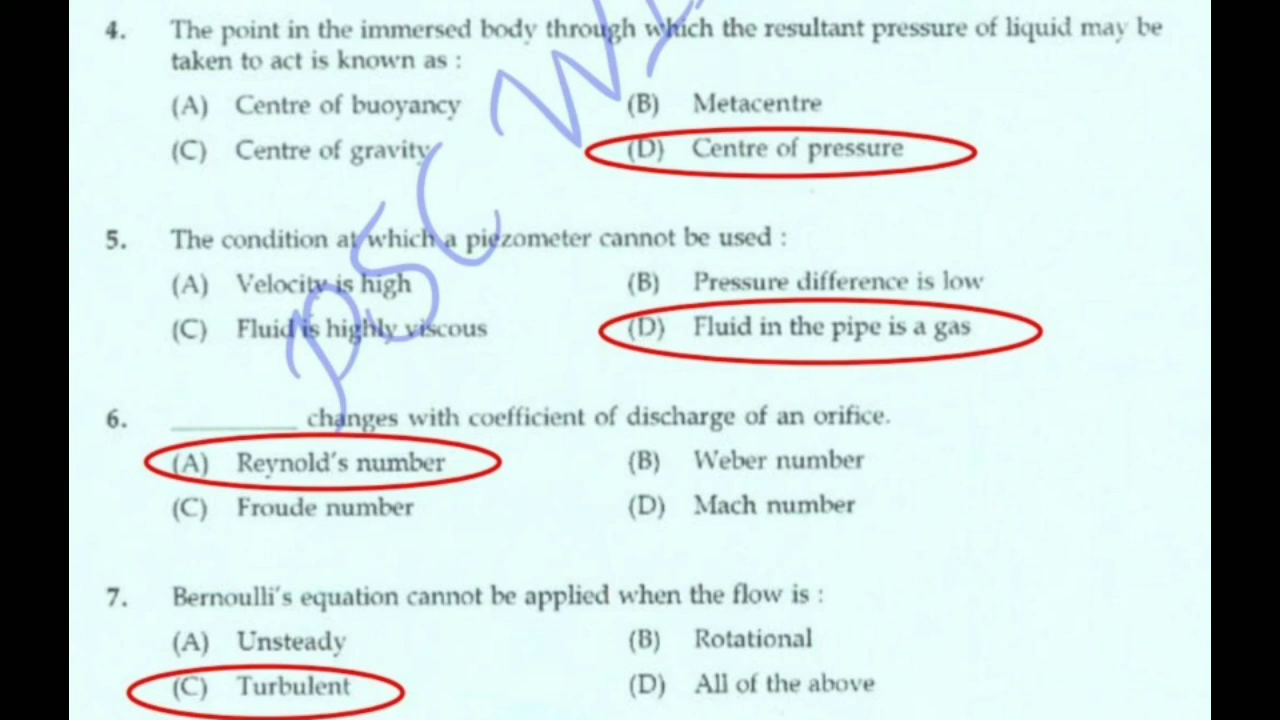 4. The point in the immersed body through which the resultant pressure of liquid may be
taken to act is known as :
(A) Centre of buoyancy (B) Metacentre
(C) Centre of gravity (D) Centre of pressure
5. The condition at which a piezometer cannot be used :
(A) Velocity is high (B) Pressure difference is low
(C) Fluid is highly viscous (D) Fluid in the pipe is a gas
6. __________ changes with coefficient of discharge of an orifice.
(A) Reynold's number (B) Weber number
(C) Froude number (D) Mach number
7. Bernoulli's equation cannot be applied when the flow is :
(A) Unsteady (B) Rotational
(C) Turbulent (D) All of the above
PSC